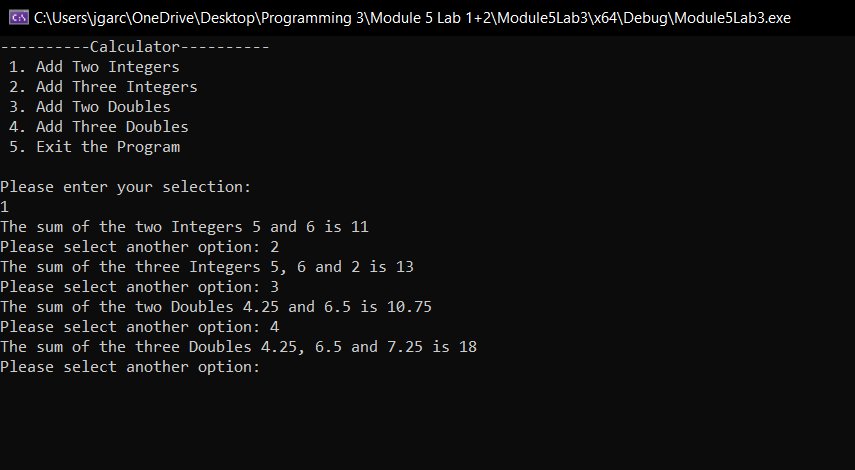 C:\Users\jgarc\OneDrive\Desktop\Programming 3\Module 5 Lab 1+2\Module5Lab3\x64\Debug\Module5Lab3.exe
----------Calculator----------
 1. Add Two Integers
 2. Add Three Integers
 3. Add Two Doubles
 4. Add Three Doubles
 5. Exit the Program

Please enter your selection:
1
The sum of the two Integers 5 and 6 is 11
Please select another option: 2
The sum of the three Integers 5, 6 and 2 is 13
Please select another option: 3
The sum of the two Doubles 4.25 and 6.5 is 10.75
Please select another option: 4
The sum of the three Doubles 4.25, 6.5 and 7.25 is 18
Please select another option: